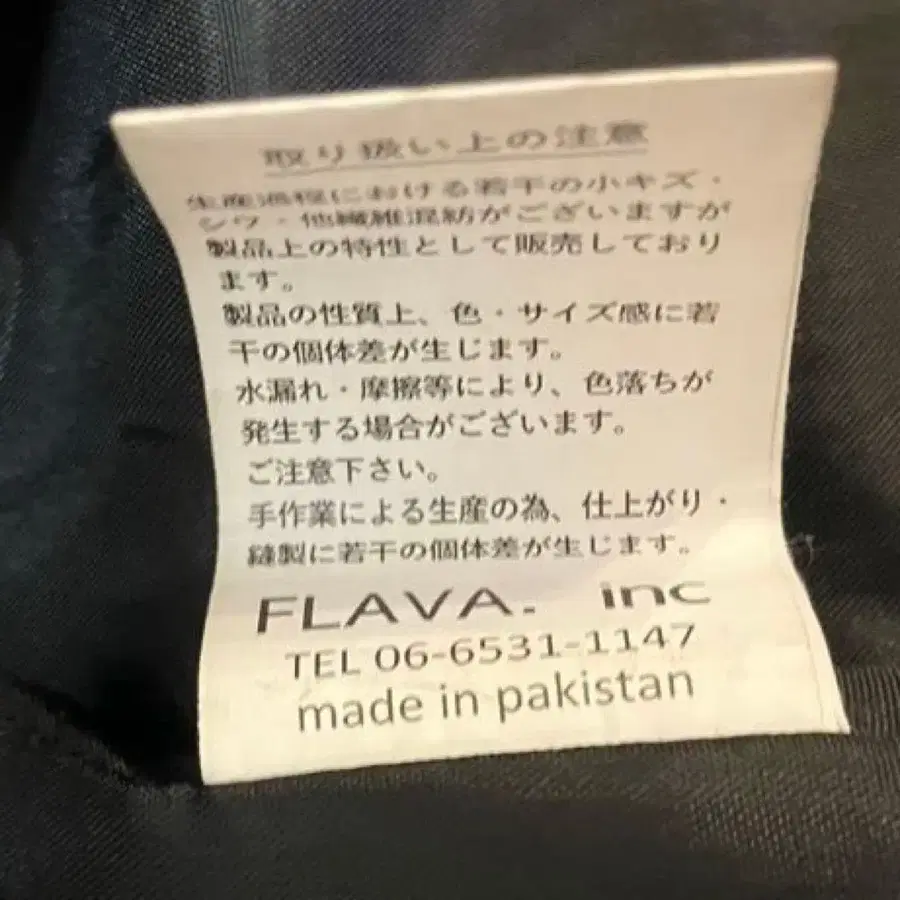 取り扱い上の注意
生産過程における若干の小キズ・
シワ・他繊維混紡がございますが
製品上の特性として販売しており
ます。
製品の性質上、色・サイズ感に若
干の個体差が生じます。
水漏れ・摩擦等により、色落ちが
発生する場合がございます。
ご注意下さい。
手作業による生産の為、仕上がり・
縫製に若干の個体差が生じます。
FLAVA. inc
TEL 06-6531-1147
made in pakistan